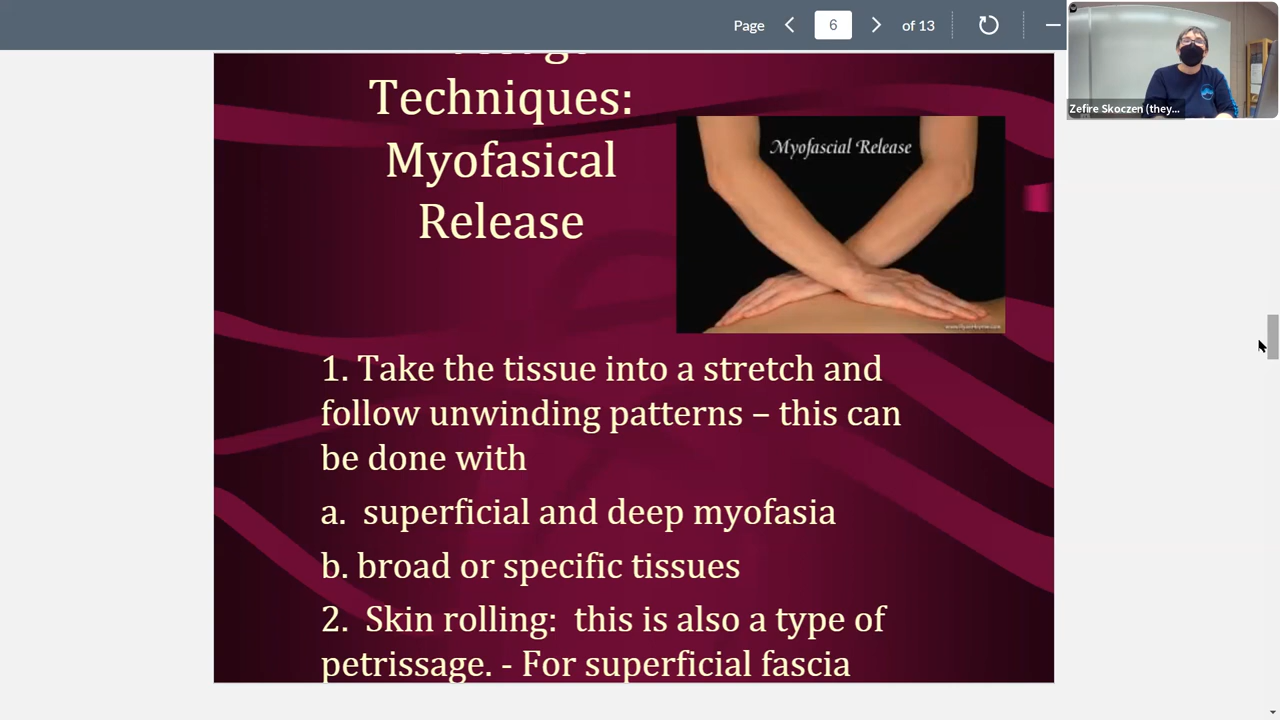 Page
6
of 13
Zefire Skoczen (they...
Techniques:
Myofasical
Release
Myofascial Release
1. Take the tissue into a stretch and
follow unwinding patterns – this can
be done with
a.  superficial and deep myofasia
b. broad or specific tissues
2.  Skin rolling:  this is also a type of
petrissage. - For superficial fascia